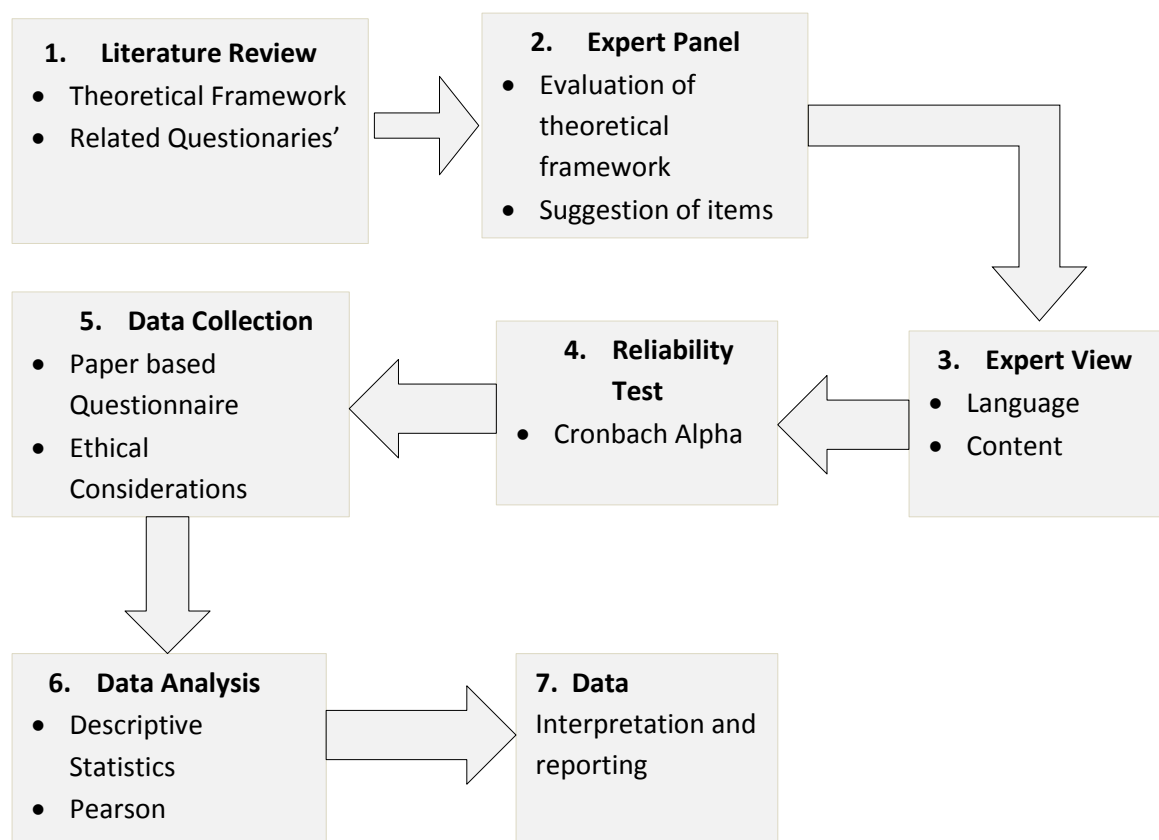 1. Literature Review
• Theoretical Framework
• Related Questionaries’
2. Expert Panel
• Evaluation of
theoretical
framework
• Suggestion of items
3. Expert View
• Language
• Content
4. Reliability
Test
• Cronbach Alpha
5. Data Collection
• Paper based
Questionnaire
• Ethical
Considerations
6. Data Analysis
• Descriptive
Statistics
• Pearson
7. Data
Interpretation and
reporting